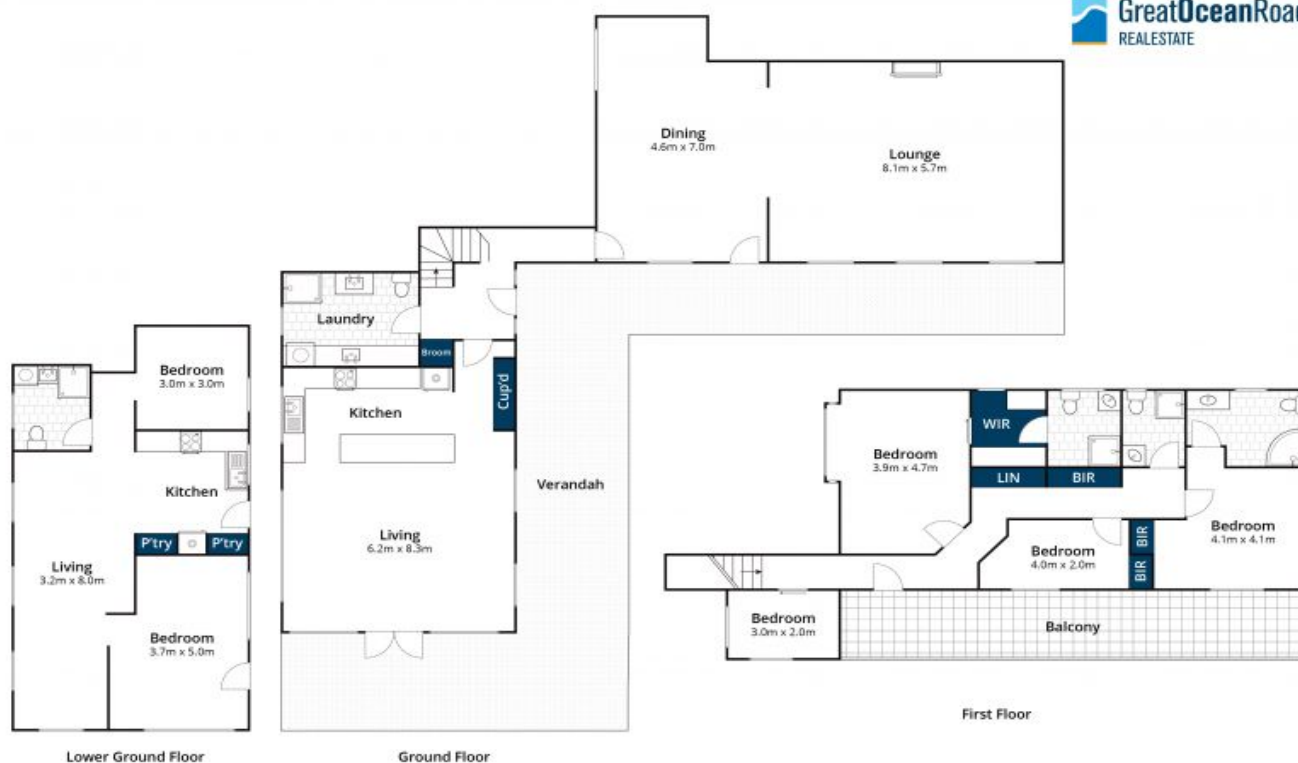 GreatOceanRoad
REALESTATE
Dining
4.6m x 7.0m
Lounge
8.1m x 5.7m
Laundry
Broom
Cup'd
Kitchen
Living
6.2m x 8.3m
Verandah
Ground Floor
Bedroom
3.0m x 3.0m
Kitchen
P'try
P'try
Living
3.2m x 8.0m
Bedroom
3.7m x 5.0m
Lower Ground Floor
WIR
Bedroom
3.9m x 4.7m
LIN
BIR
Bedroom
4.1m x 4.1m
BIR
BIR
Bedroom
4.0m x 2.0m
Bedroom
3.0m x 2.0m
Balcony
First Floor